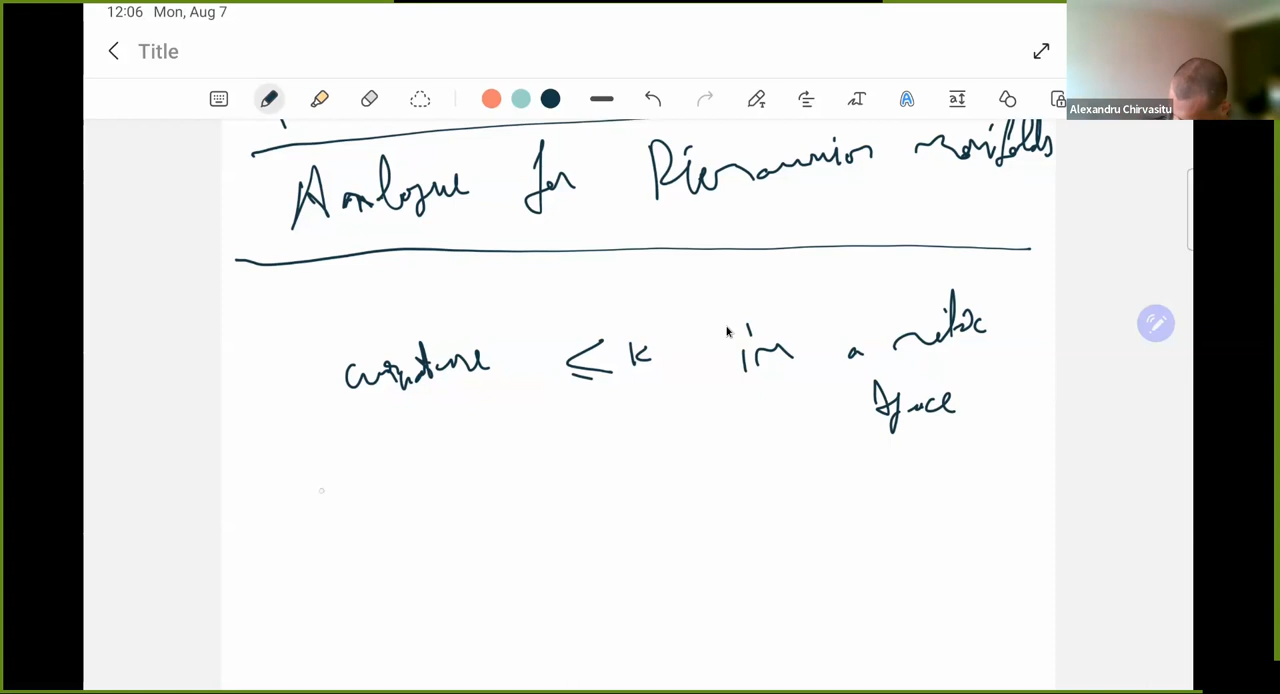 12:06 Mon, Aug 7
Title
Alexandru Chirvasitu
Analogue for Riemannian manifolds
curvature ≤ k in a metric
space